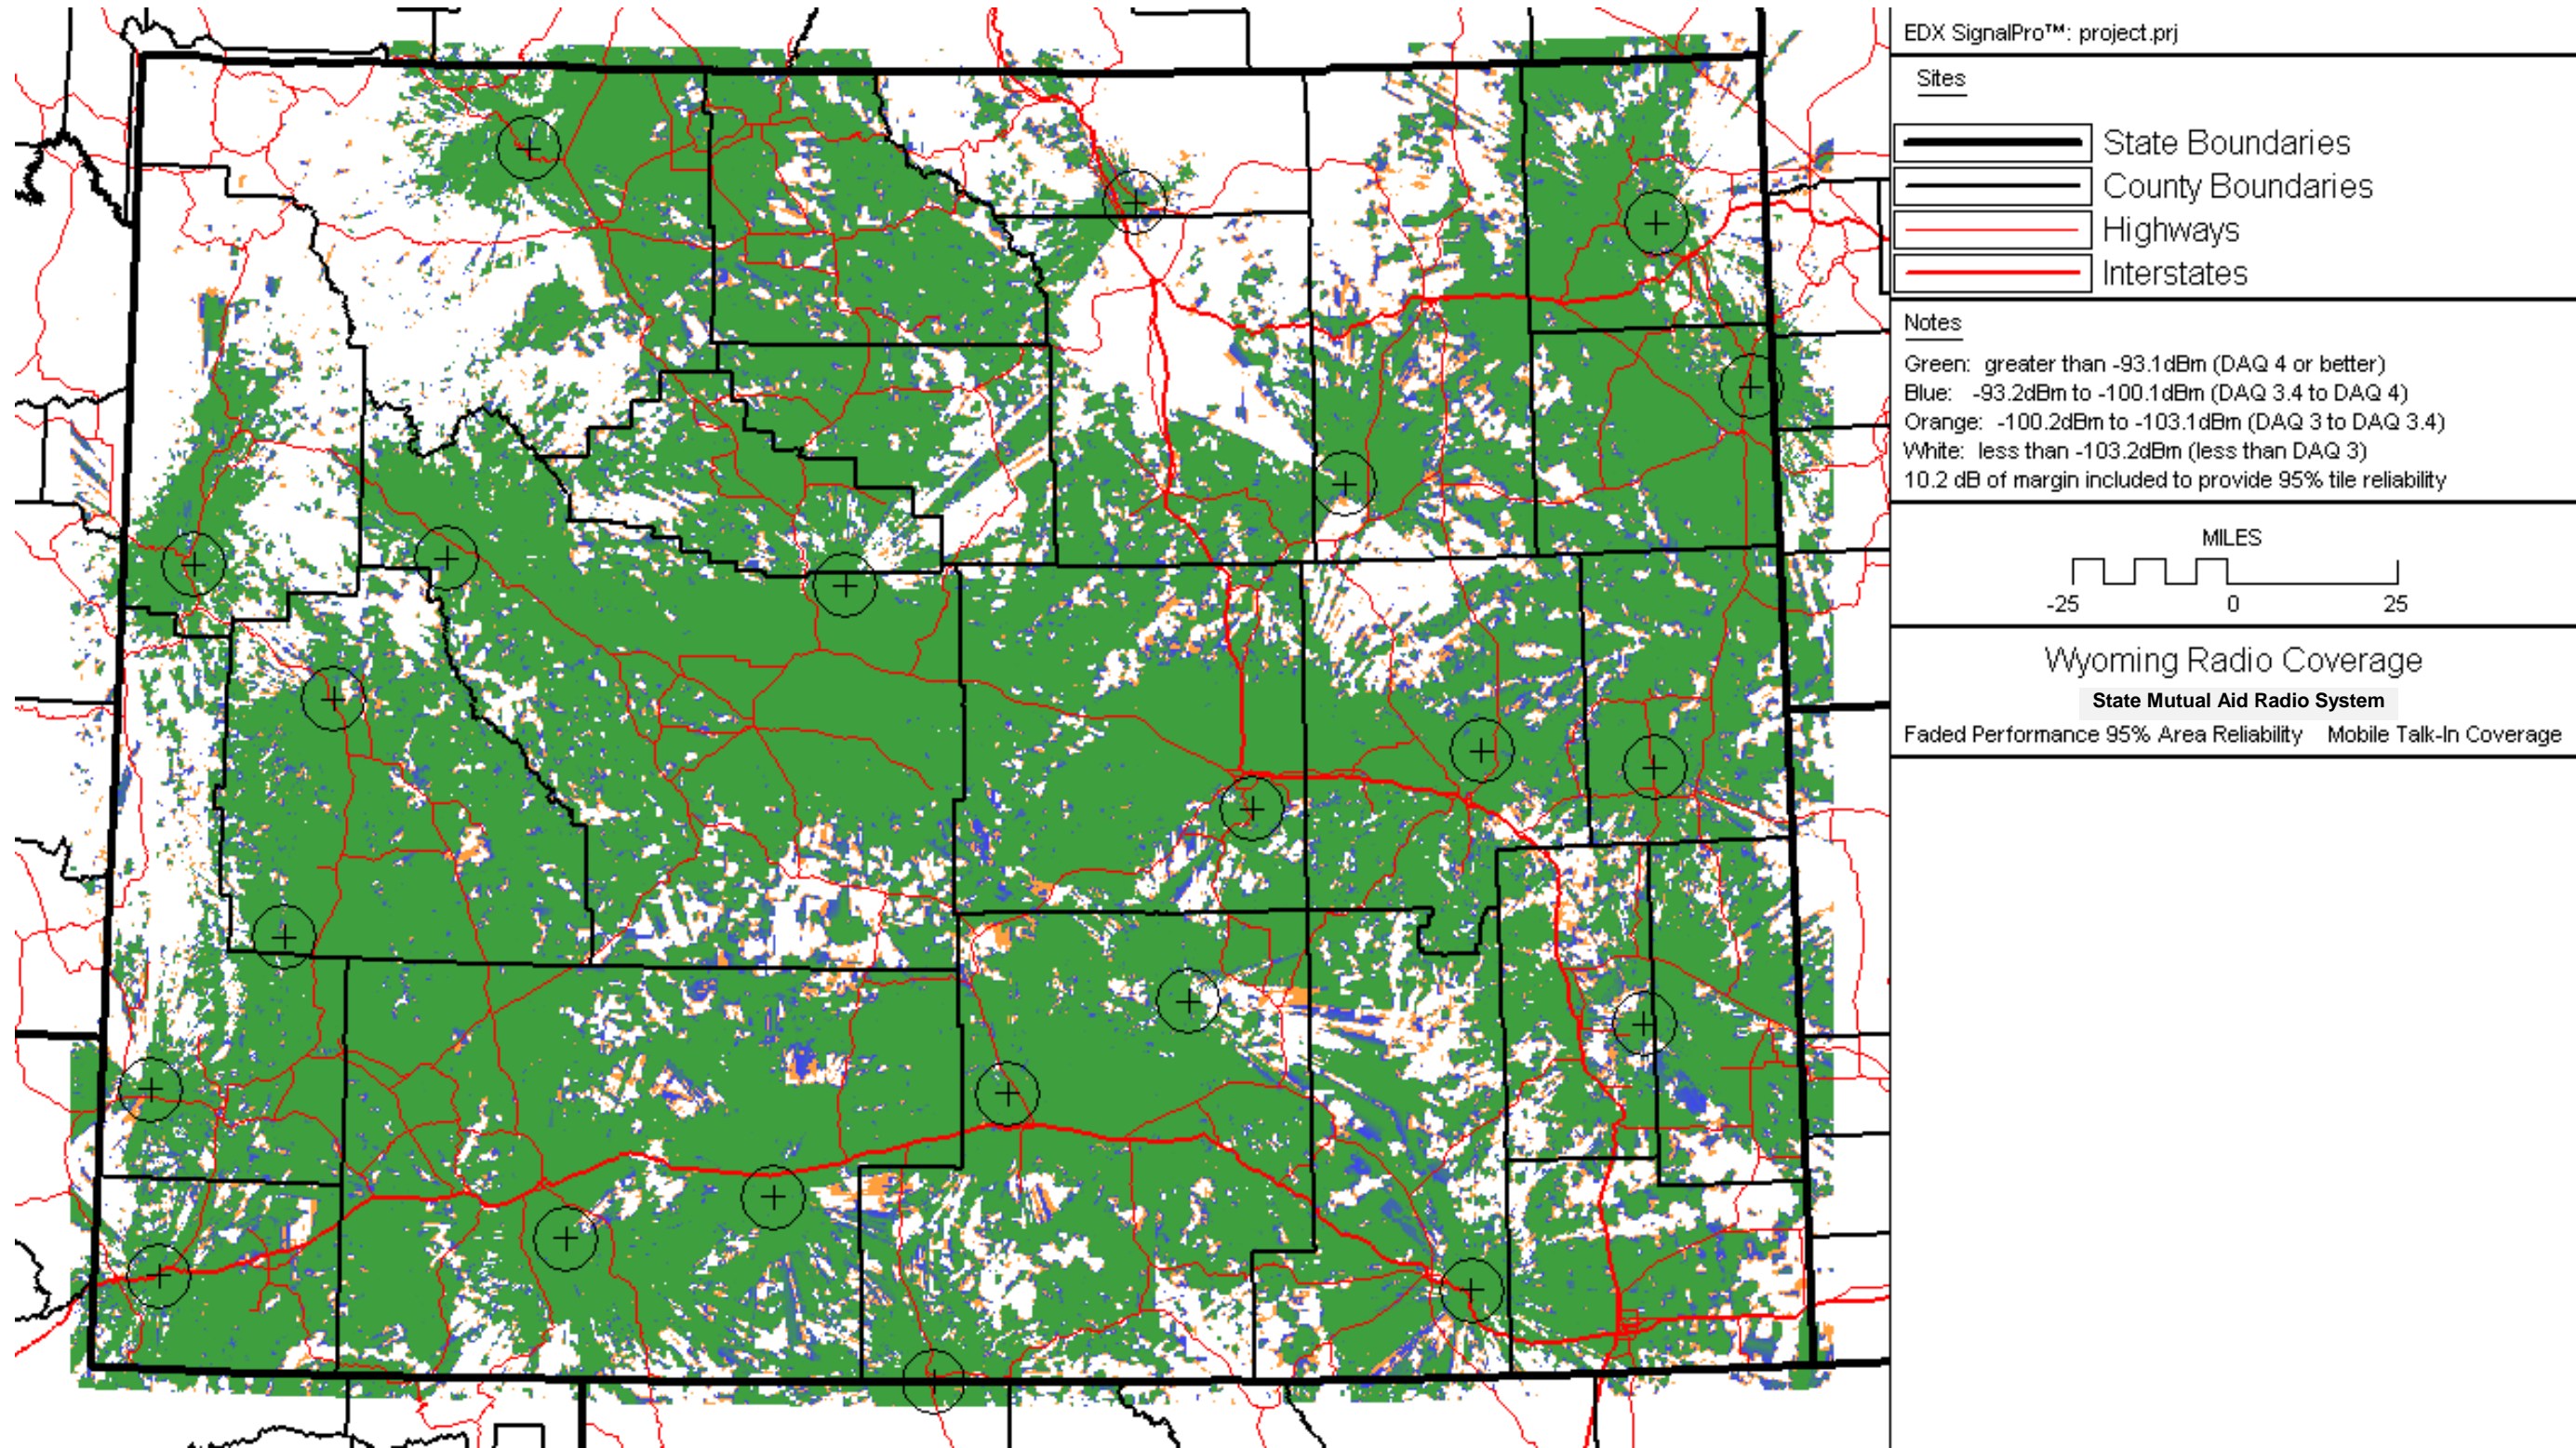 EDX SignalPro™: project.prj
Sites
State Boundaries
County Boundaries
Highways
Interstates
Notes
Green: greater than -93.1dBm (DAQ 4 or better)
Blue: -93.2dBm to -100.1dBm (DAQ 3.4 to DAQ 4)
Orange: -100.2dBm to -103.1dBm (DAQ 3 to DAQ 3.4)
White: less than -103.2dBm (less than DAQ 3)
10.2 dB of margin included to provide 95% tile reliability
MILES
-25 0 25
Wyoming Radio Coverage
State Mutual Aid Radio System
Faded Performance 95% Area Reliability Mobile Talk-In Coverage